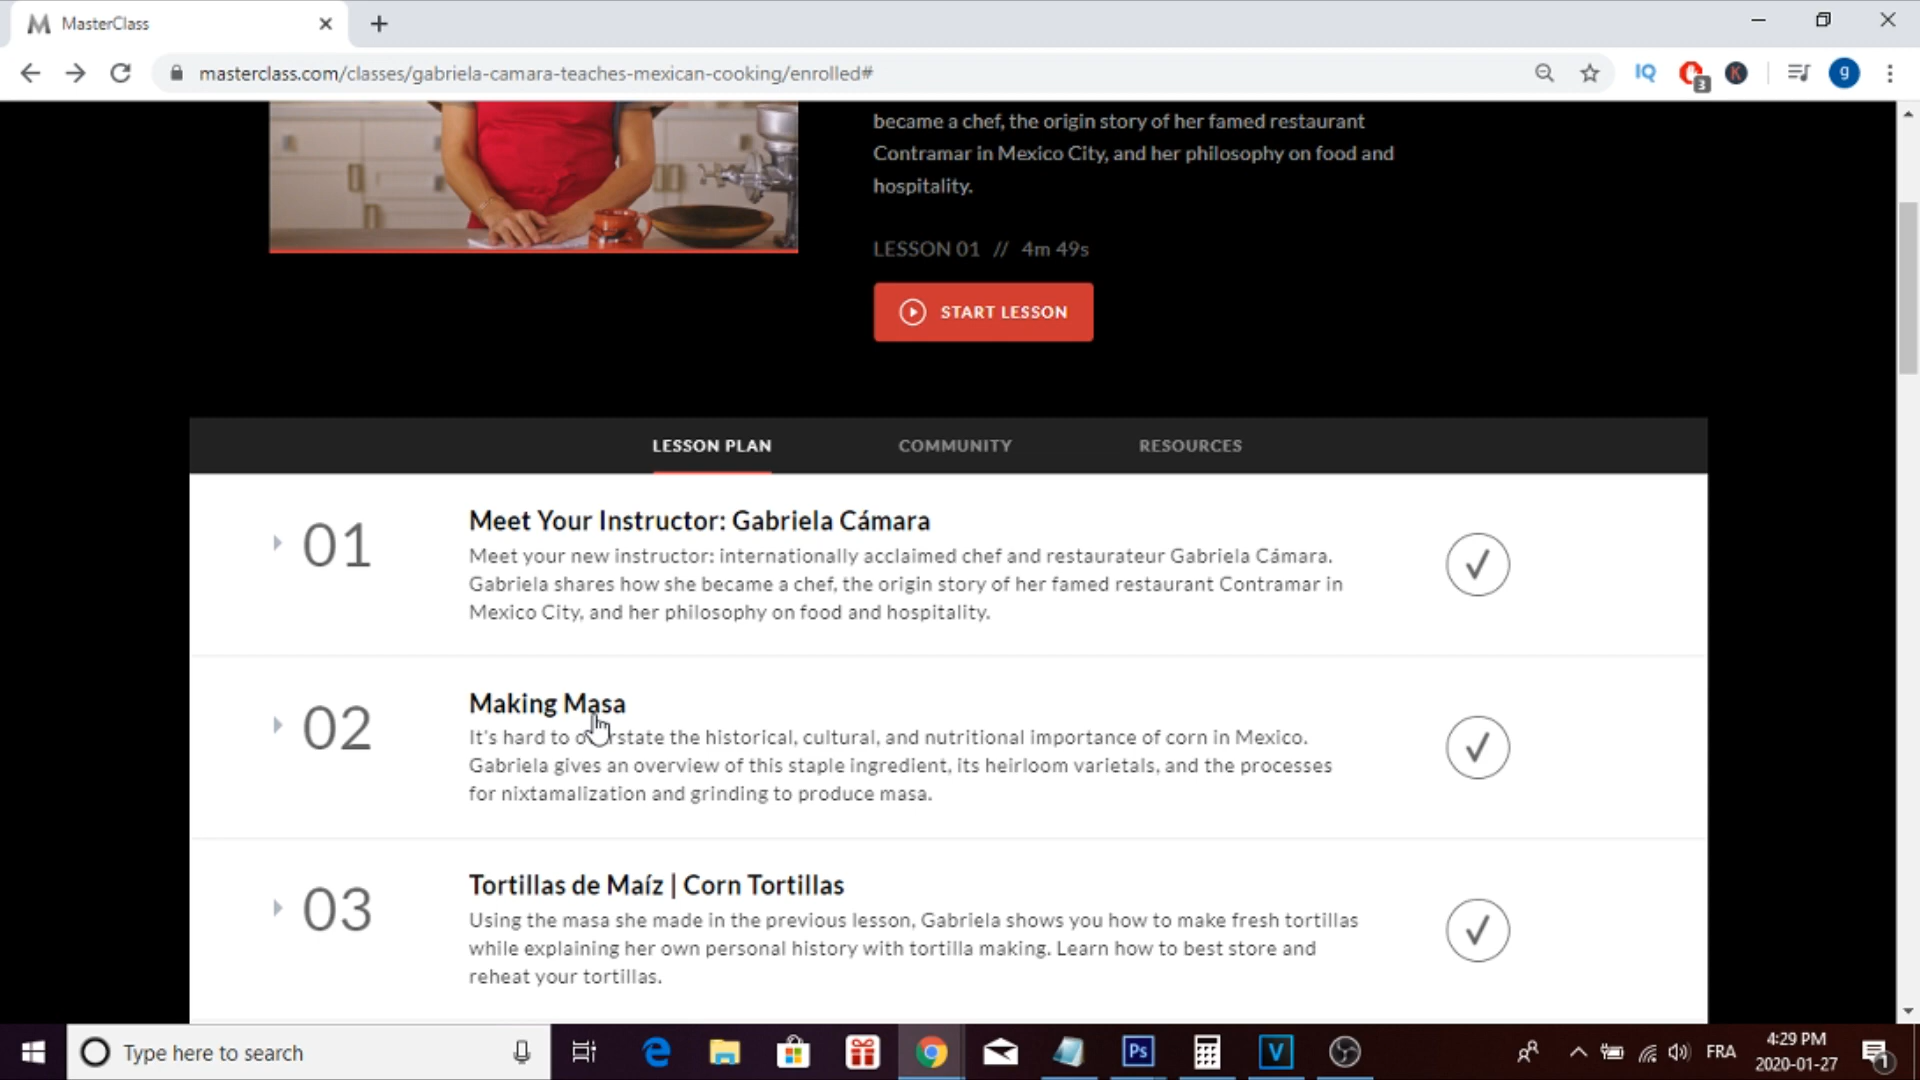 MasterClass
masterclass.com/classes/gabriela-camara-teaches-mexican-cooking/enrolled#
IQ
3
K
g
became a chef, the origin story of her famed restaurant
Contramar in Mexico City, and her philosophy on food and
hospitality.
LESSON 01 // 4m 49s
START LESSON
LESSON PLAN
COMMUNITY
RESOURCES
01
Meet Your Instructor: Gabriela Cámara
Meet your new instructor: internationally acclaimed chef and restaurateur Gabriela Cámara.
Gabriela shares how she became a chef, the origin story of her famed restaurant Contramar in
Mexico City, and her philosophy on food and hospitality.
02
Making Masa
It's hard to overstate the historical, cultural, and nutritional importance of corn in Mexico.
Gabriela gives an overview of this staple ingredient, its heirloom varietals, and the processes
for nixtamalization and grinding to produce masa.
03
Tortillas de Maíz | Corn Tortillas
Using the masa she made in the previous lesson, Gabriela shows you how to make fresh tortillas
while explaining her own personal history with tortilla making. Learn how to best store and
reheat your tortillas.
Type here to search
Ps
V
FRA
4:29 PM
2020-01-27
1